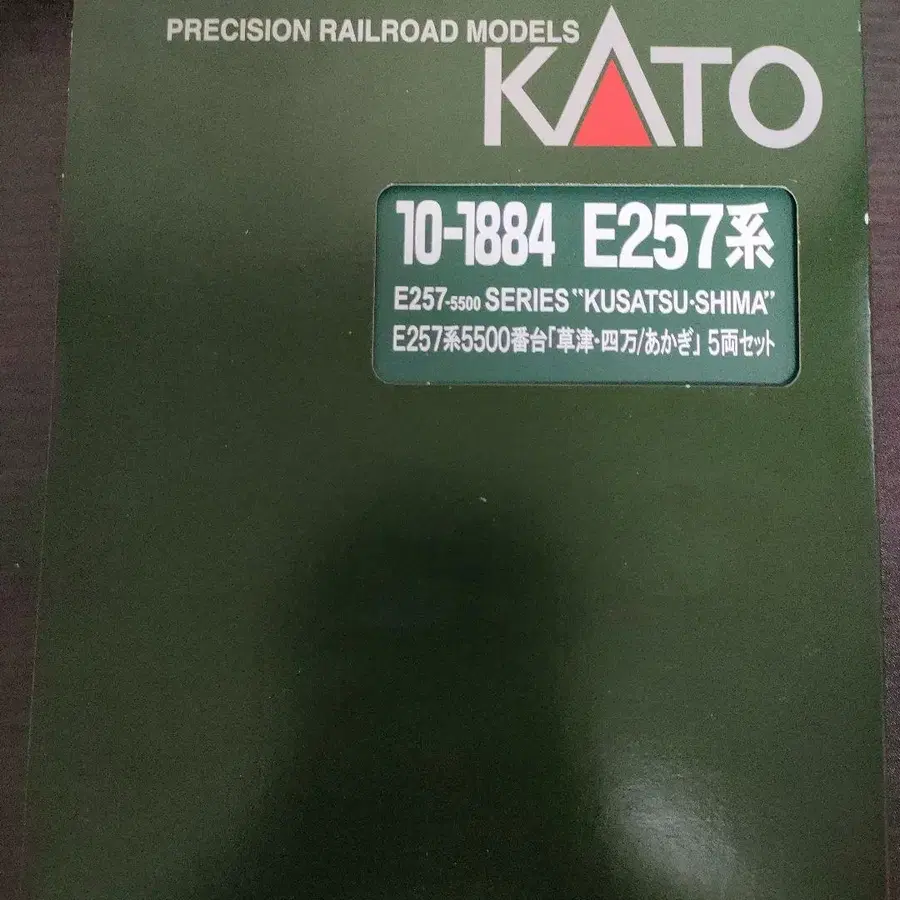 PRECISION RAILROAD MODELS
KATO
10-1884 E257系
E257-5500 SERIES "KUSATSU·SHIMA"
E257系5500番台「草津・四万/あかぎ」5両セット